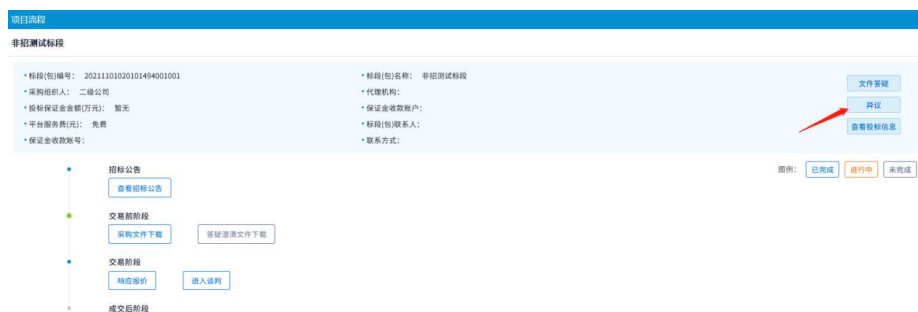 项目流程
非招测试标段
*标段(包)编号： 20211101020101494001001
*标段(包)名称： 非招测试标段
文件答疑
*采购组织人： 二级公司
*代理机构：
*投标保证金金额(万元)： 暂无
*保证金收款账户：
异议
*平台服务费(元)： 免费
*标段(包)联系人：
查看投标信息
*保证金收款账号：
*联系方式：
招标公告
图例： 已完成 进行中 未完成
查看招标公告
交易前阶段
采购文件下载 答疑澄清文件下载
交易阶段
响应报价 进入谈判
成交后阶段